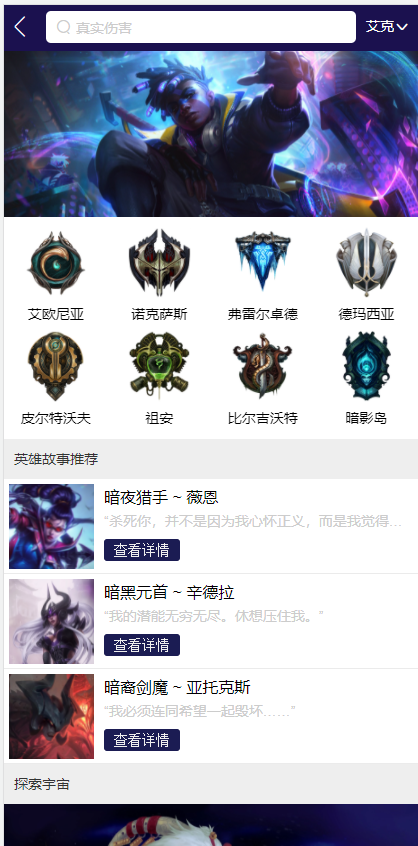 真实伤害
艾克
艾欧尼亚
诺克萨斯
弗雷尔卓德
德玛西亚
皮尔特沃夫
祖安
比尔吉沃特
暗影岛
英雄故事推荐
暗夜猎手 ~ 薇恩
“杀死你，并不是因为我心怀正义，而是我觉得...
查看详情
暗黑元首 ~ 辛德拉
“我的潜能无穷无尽。休想压住我。”
查看详情
暗裔剑魔 ~ 亚托克斯
“我必须连同希望一起毁坏……”
查看详情
探索宇宙